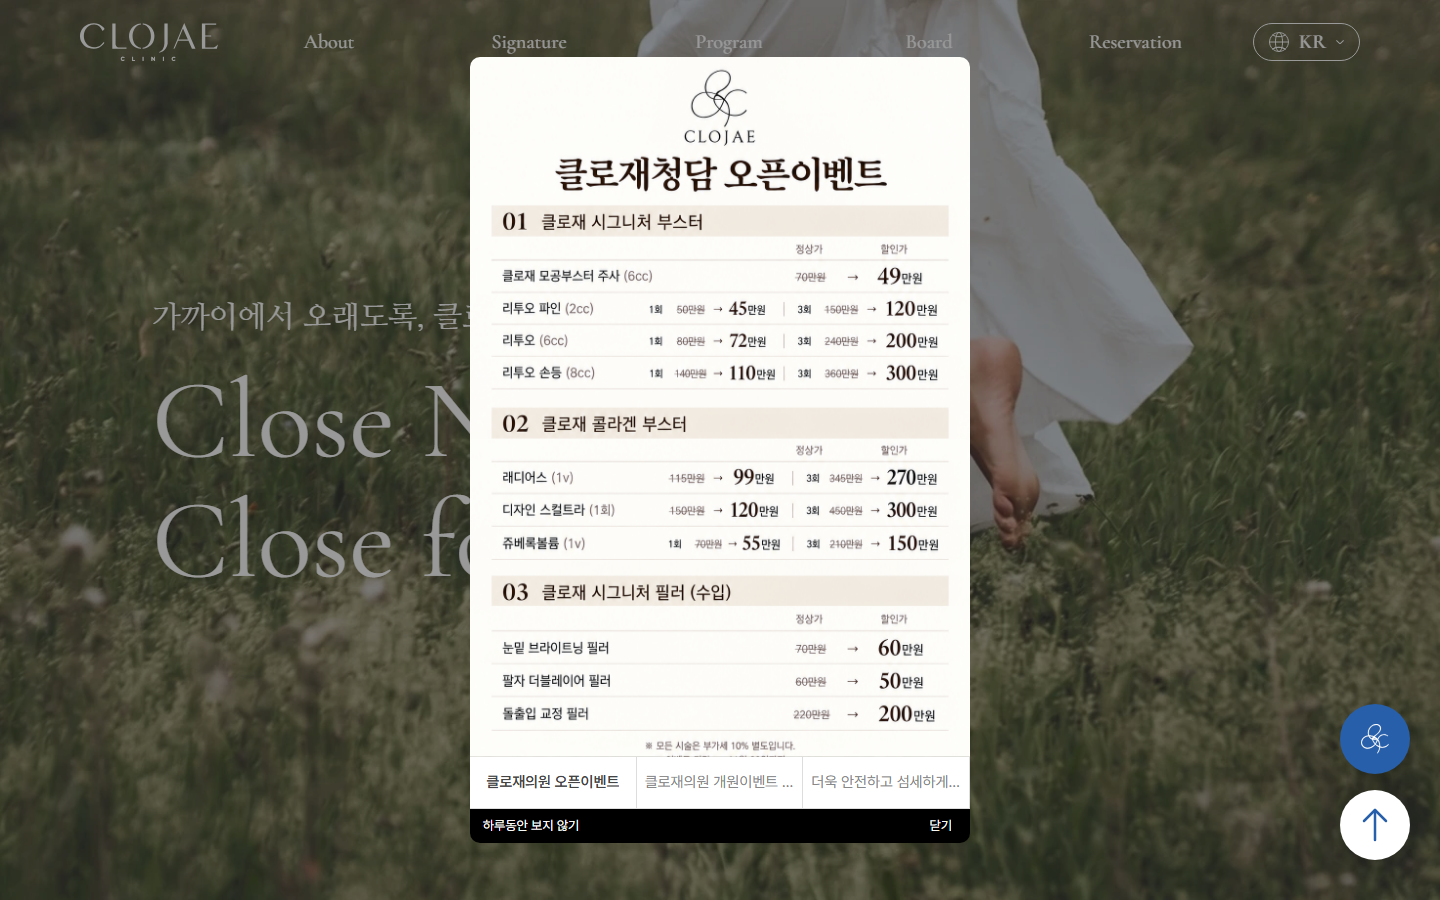 CLOJAE
CLINIC
About
Signature
Program
Board
Reservation
KR
가까이에서 오래도록, 클로
Close N
Close fo
CLOJAE
클로재청담 오픈이벤트
01 클로재 시그니처 부스터
정상가 할인가
클로재 모공부스터 주사 (6cc) 70만원 → 49만원
리투오 파인 (2cc) 1회 50만원 → 45만원 | 3회 150만원 → 120만원
리투오 (6cc) 1회 80만원 → 72만원 | 3회 240만원 → 200만원
리투오 손등 (8cc) 1회 140만원 → 110만원 | 3회 360만원 → 300만원
02 클로재 콜라겐 부스터
정상가 할인가
래디어스 (1v) 115만원 → 99만원 | 3회 345만원 → 270만원
디자인 스컬트라 (1회) 150만원 → 120만원 | 3회 450만원 → 300만원
쥬베룩볼륨 (1v) 1회 70만원 → 55만원 | 3회 210만원 → 150만원
03 클로재 시그니처 필러 (수입)
정상가 할인가
눈밑 브라이트닝 필러 70만원 → 60만원
팔자 더블레이어 필러 60만원 → 50만원
돌출입 교정 필러 220만원 → 200만원
※ 모든 시술은 부가세 10% 별도입니다.
클로재의원 오픈이벤트
클로재의원 개원이벤트 ...
더욱 안전하고 섬세하게...
하루동안 보지 않기
닫기